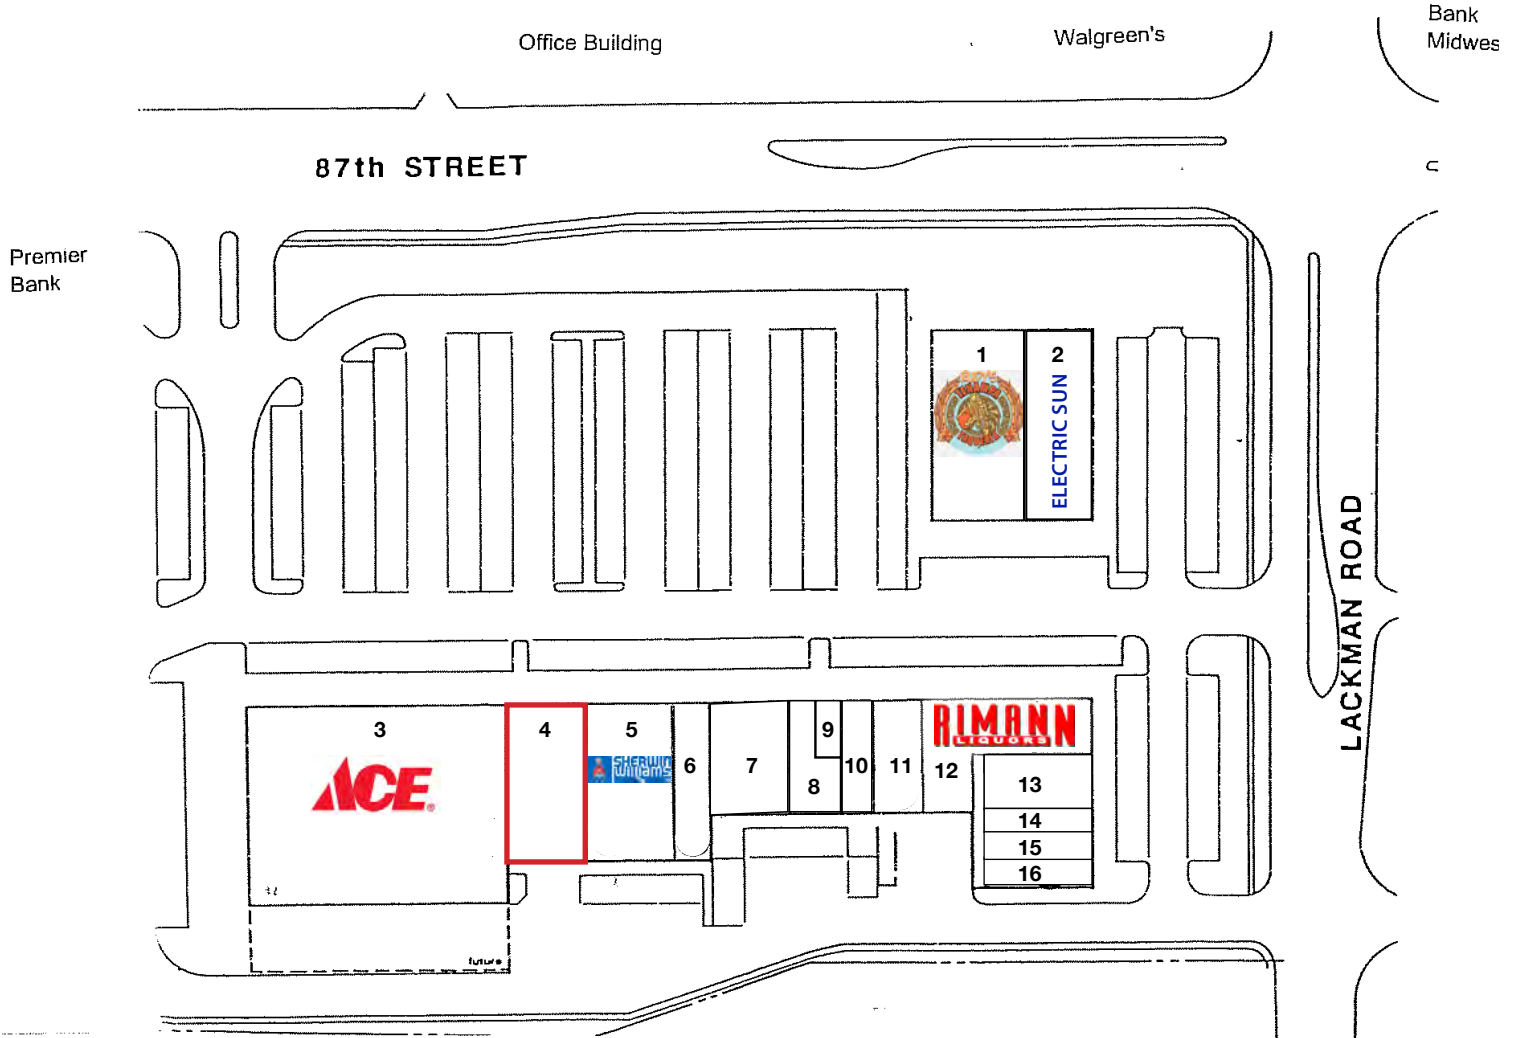 Office Building
Walgreen's
Bank
Midwes
87th STREET
Premier
Bank
1
2
ELECTRIC SUN
LACKMAN ROAD
3
ACE
4
5
SHERWIN
Williams
6
7
8
9
10
11
12
RIMANN
LIQUORS
13
14
15
16
future